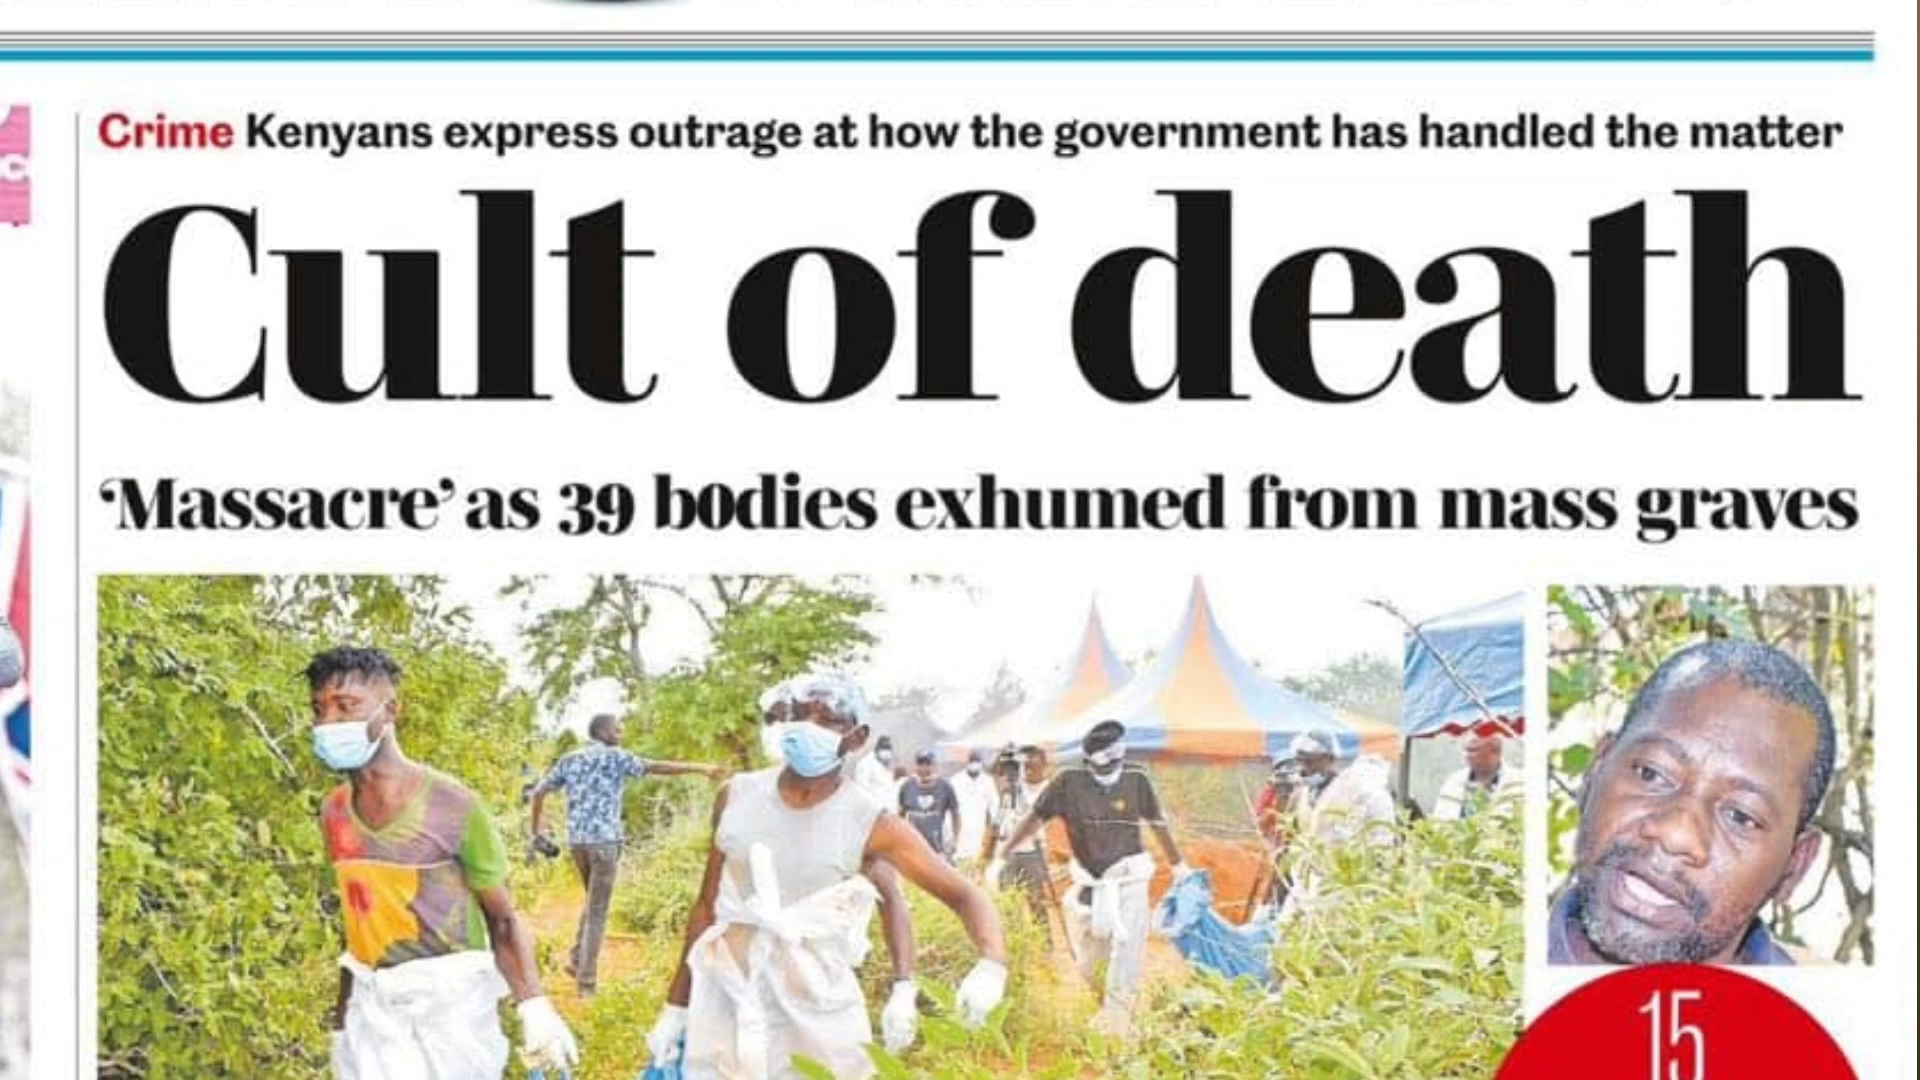 Crime Kenyans express outrage at how the government has handled the matter
Cult of death
‘Massacre’ as 39 b0dies exhumed from mass graves
15